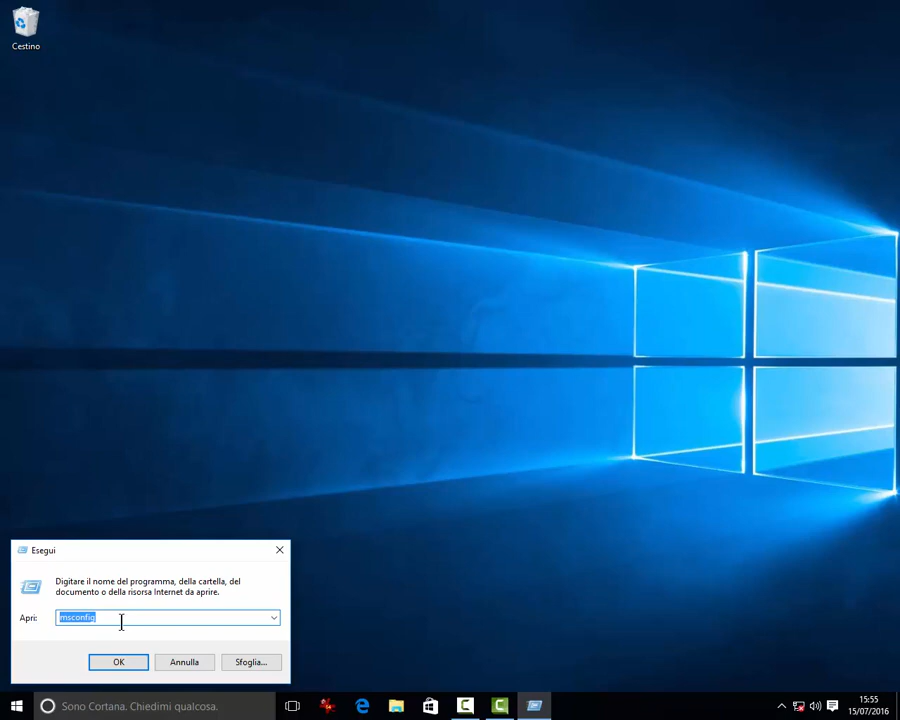 Cestino
Esegui
Digitare il nome del programma, della cartella, del
documento o della risorsa Internet da aprire.
Apri: msconfig
OK Annulla Sfoglia...
Sono Cortana. Chiedimi qualcosa.
15:55
15/07/2016